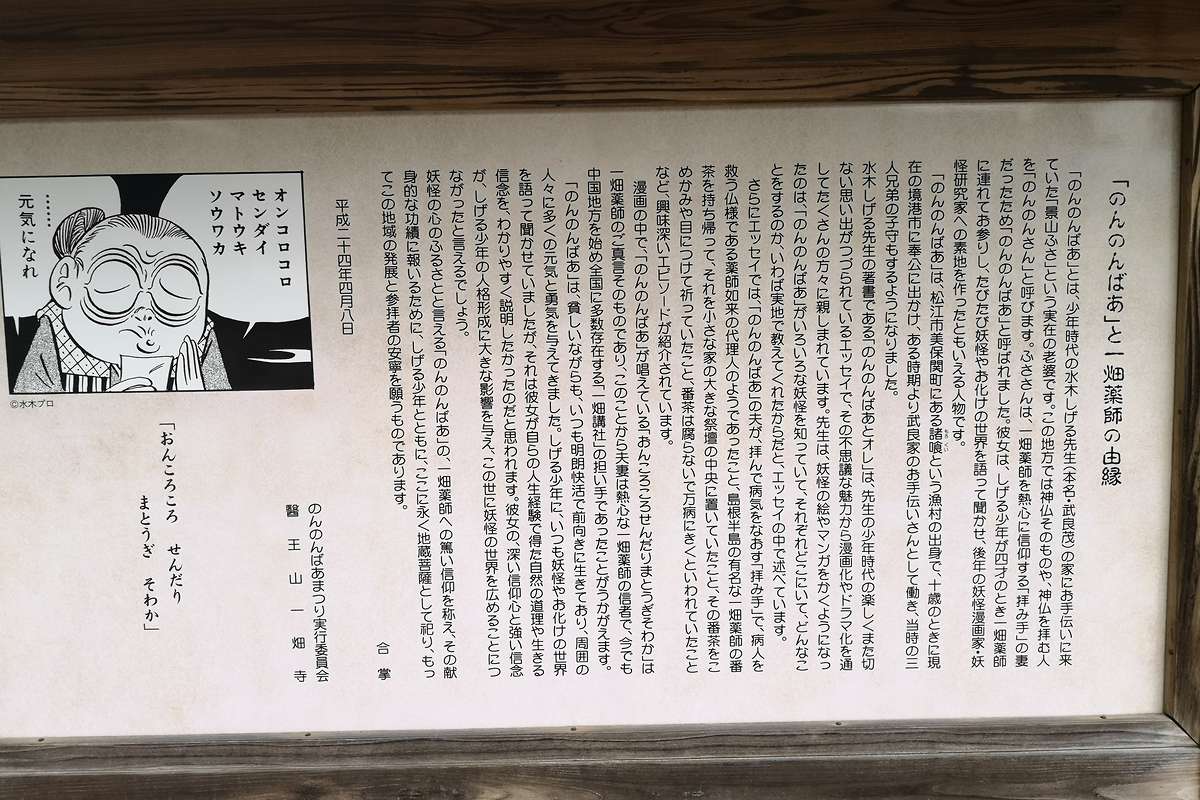 「のんのんばあ」と一畑薬師の由縁
「のんのんばあ」とは、少年時代の水木しげる先生(本名・武良茂)の家にお手伝いに来
ていた「景山ふさ」という実在の老婆です。この地方では神仏そのものや、神仏を拝む人
を「のんのんさん」と呼びます。ふささんは、一畑薬師を熱心に信仰する「拝み手」の妻
だったため「のんのんばあ」と呼ばれました。彼女は、しげる少年が四才のとき一畑薬師
に連れてお参りし、たびたび妖怪やお化けの世界を語って聞かせ、後年の妖怪漫画家・妖
怪研究家への素地を作ったともいえる人物です。
「のんのんばあ」は、松江市美保関町にある諸喰という漁村の出身で、十歳のときに現
在の境港市に奉公に出かけ、ある時期より武良家のお手伝いさんとして働き、当時の三
人兄弟の子守もするようになりました。
水木しげる先生の著書である「のんのんばあとオレ」は、先生の少年時代の楽しくまた切
ない思い出がつづられているエッセイで、その不思議な魅力から漫画化やドラマ化を通
してたくさんの方々に親しまれています。先生は、妖怪の絵やマンガをかくようになっ
たのは、「のんのんばあ」がいろいろな妖怪を知っていて、それぞれどこにいて、どんなこ
とをするのか、いわば実地で教えてくれたからだと、エッセイの中で述べています。
さらにエッセイでは、「のんのんばあ」の夫が、拝んで病気をなおす「拝み手」で、病人を
救う仏様である薬師如来の代理人のようであったこと、島根半島の有名な一畑薬師の番
茶を持ち帰って、それを小さな家の大きな祭壇の中央に置いていたこと、その番茶をこ
めかみや目につけて祈っていたこと、番茶は腐らないで万病にきくといわれていたこと
など、興味深いエピソードが紹介されています。
漫画の中で、「のんのんばあ」が唱えている「おんころころせんだりまとうぎそわか」は
一畑薬師のご真言そのものであり、このことから夫妻は熱心な一畑薬師の信者で、今でも
中国地方を始め全国に多数存在する「一畑講社」の担い手であったことがうかがえます。
「のんのんばあ」は、貧しいながらも、いつも明朗快活で前向きに生きており、周囲の
人々に多くの元気と勇気を与えてきました。しげる少年に、いつも妖怪やお化けの世界
を語って聞かせていましたが、それは彼女が自らの人生経験で得た自然の道理や生きる
信念を、わかりやすく説明したかったのだと思われます。彼女の、深い信仰心と強い信念
が、しげる少年の人格形成に大きな影響を与え、この世に妖怪の世界を広めることにつ
ながったと言えるでしょう。
妖怪の心のふるさとと言える「のんのんばあ」の、一畑薬師への篤い信仰を称え、その献
身的な功績に報いるために、しげる少年とともに、ここに永く地蔵菩薩として祀り、もっ
てこの地域の発展と参拝者の安寧を願うものであります。
合掌
平成二十四年四月八日
のんのんばあまつり実行委員会
醫王山一畑寺
オンコロコロ
センダイ
マトウキ
ソウワカ
……
元気になれ
©水木プロ
「おんころころ せんだり
まとうぎ そわか」